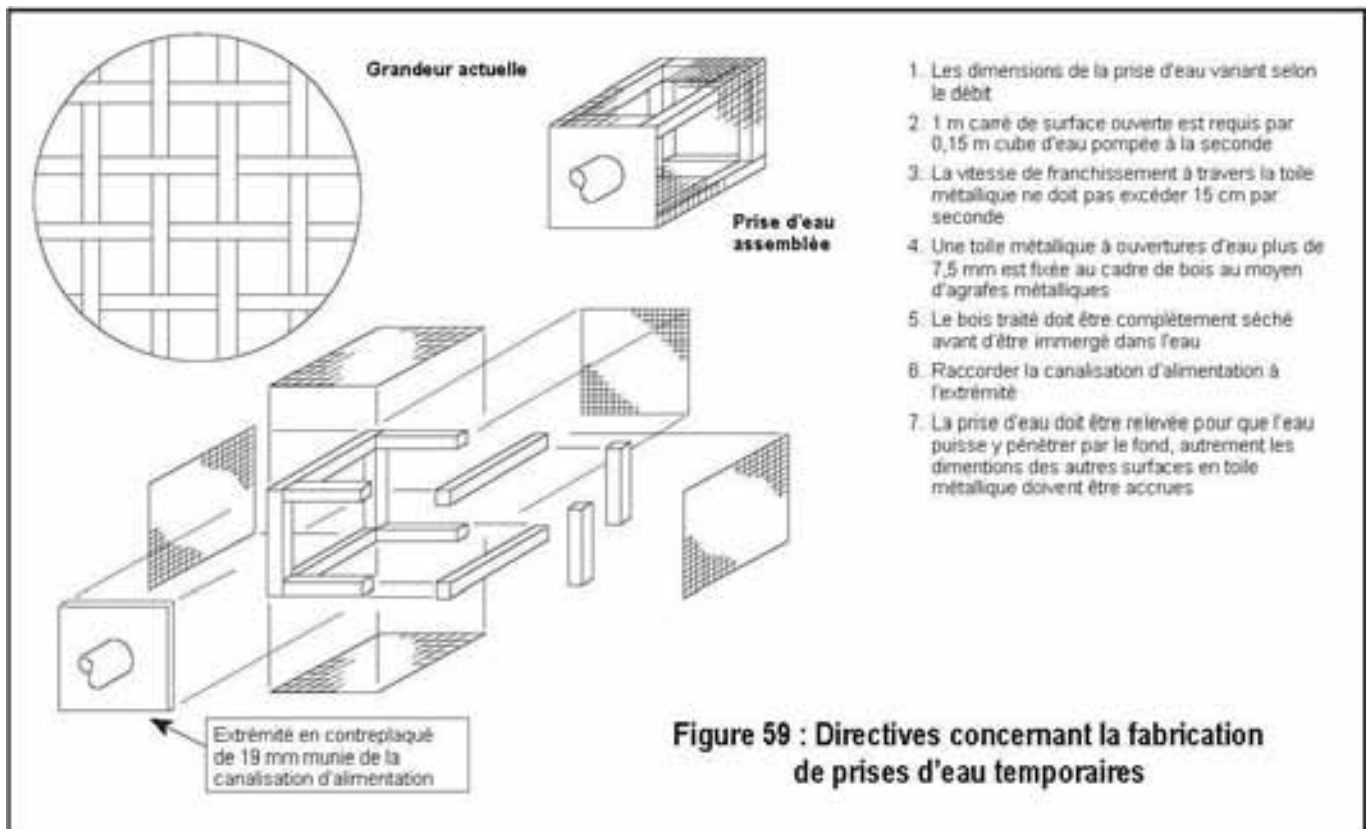 Grandeur actuelle
Prise d'eau
assemblée
1. Les dimensions de la prise d'eau variant selon
le débit
2. 1 m carré de surface ouverte est requis par
0,15 m cube d'eau pompée à la seconde
3. La vitesse de franchissement à travers la toile
métallique ne doit pas excéder 15 cm par
seconde
4. Une toile métallique à ouvertures d'eau plus de
7,5 mm est fixée au cadre de bois au moyen
d'agrafes métalliques
5. Le bois traité doit être complètement séché
avant d'être immergé dans l'eau
6. Raccorder la canalisation d'alimentation à
l'extrémité
7. La prise d'eau doit être relevée pour que l'eau
puisse y pénétrer par le fond, autrement les
dimentions des autres surfaces en toile
métallique doivent être accrues
Extrémité en contreplaqué
de 19 mm munie de la
canalisation d'alimentation
Figure 59 : Directives concernant la fabrication
de prises d'eau temporaires